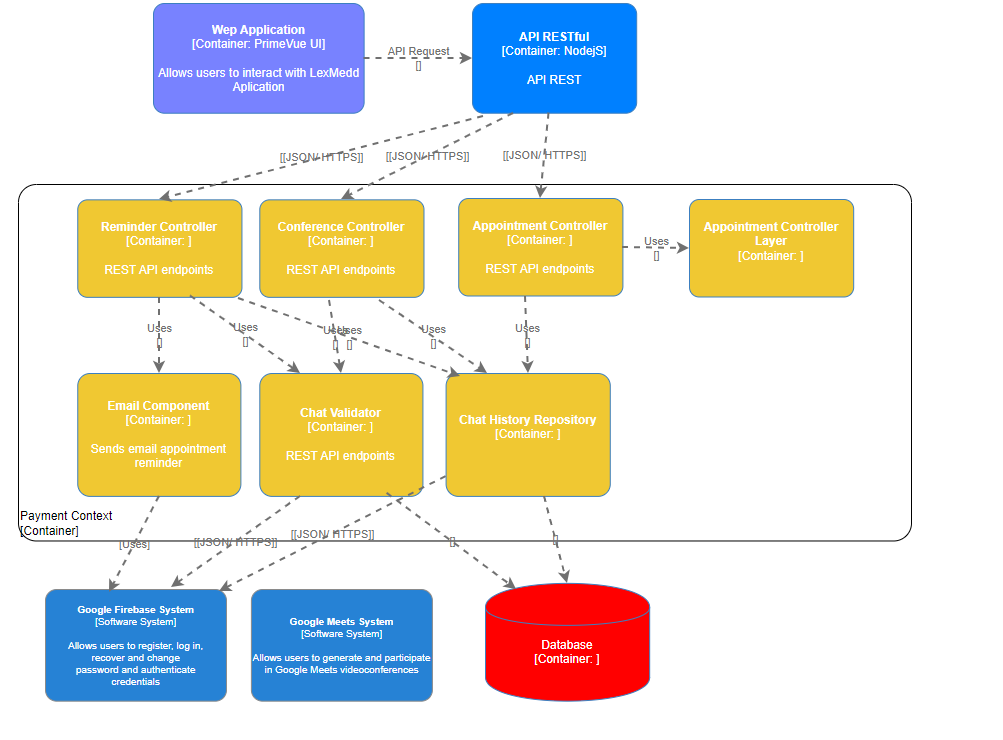 Wep Application
[Container: PrimeVue UI]
Allows users to interact with LexMedd
Aplication
API Request
[]
API RESTful
[Container: NodejS]
API REST
[[JSON/ HTTPS]]
[[JSON/ HTTPS]]
[[JSON/ HTTPS]]
Reminder Controller
[Container: ]
REST API endpoints
Conference Controller
[Container: ]
REST API endpoints
Appointment Controller
[Container: ]
REST API endpoints
Uses
[]
Appointment Controller
Layer
[Container: ]
Uses
[]
Uses
[]
Uses
[]
Uses
[]
Uses
[]
Uses
[]
Email Component
[Container: ]
Sends email appointment
reminder
Chat Validator
[Container: ]
REST API endpoints
Chat History Repository
[Container: ]
Payment Context
[Container]
[Uses]
[[JSON/ HTTPS]]
[[JSON/ HTTPS]]
[]
[]
Google Firebase System
[Software System]
Allows users to register, log in,
recover and change
password and authenticate
credentials
Google Meets System
[Software System]
Allows users to generate and participate
in Google Meets videoconferences
Database
[Container: ]